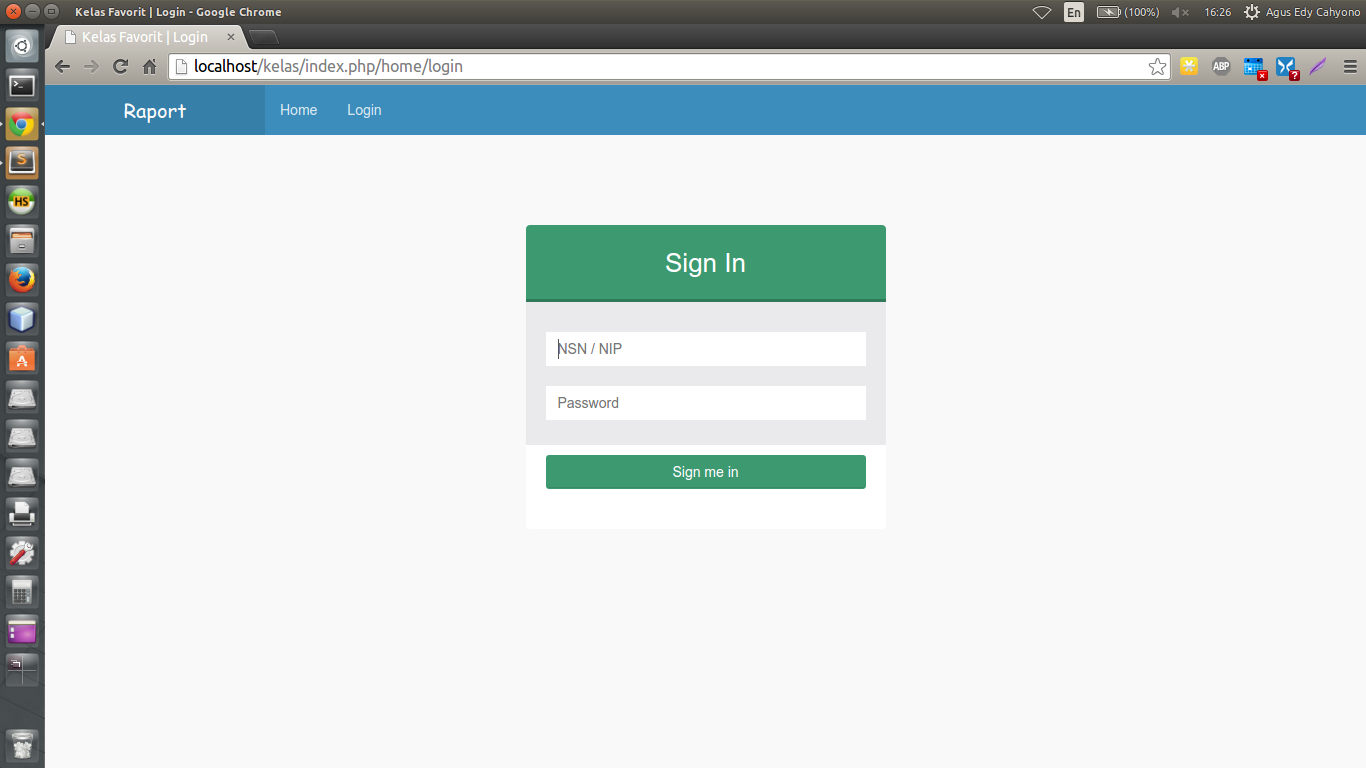 Kelas Favorit | Login - Google Chrome
En (100%) 16:26 Agus Edy Cahyono
Kelas Favorit | Login
localhost/kelas/index.php/home/login
ABP
Raport Home Login
Sign In
NSN / NIP
Password
Sign me in
S
HS